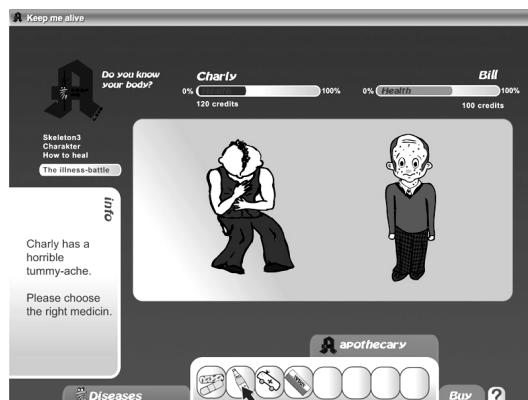 Keep me alive
Do you know
your body?
Charly
0% Health 100%
120 credits
Bill
0% Health 100%
100 credits
Skeleton3
Charakter
How to heal
The illness-battle
info
Charly has a
horrible
tummy-ache.
Please choose
the right medicin.
apothecary
Diseases
Buy
?